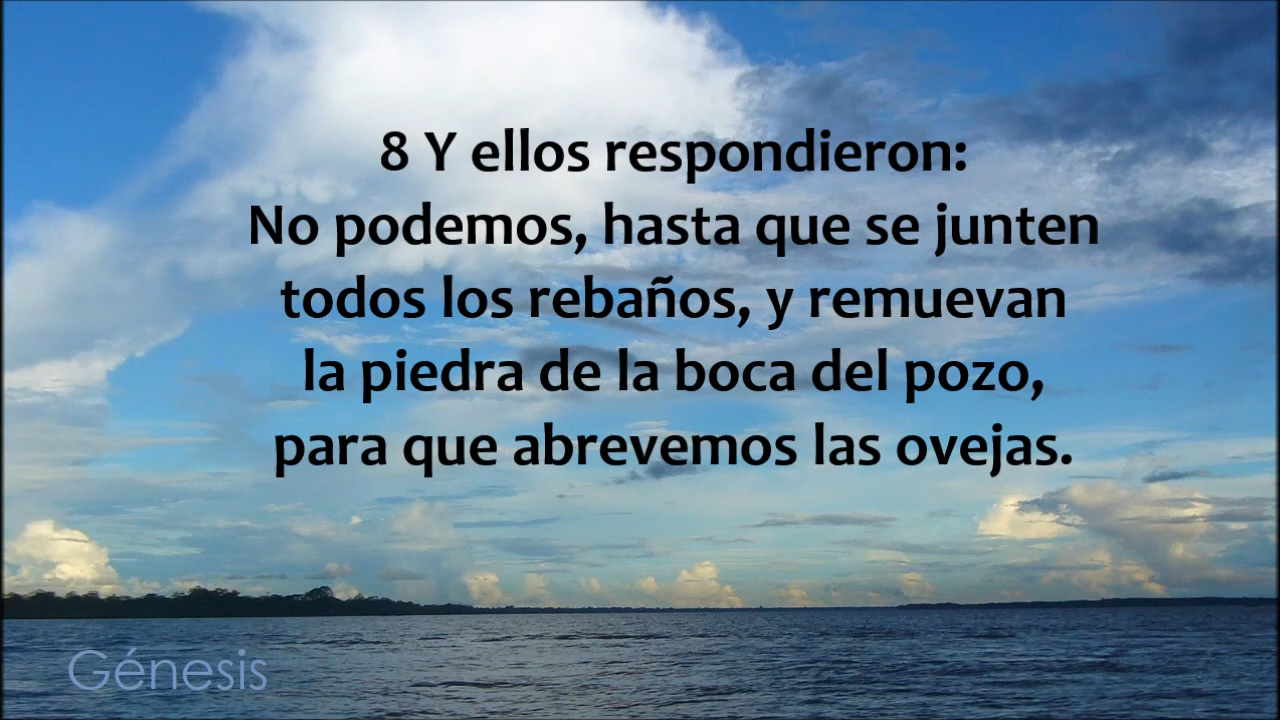 8 Y ellos respondieron:
No podemos, hasta que se junten
todos los rebaños, y remuevan
la piedra de la boca del pozo,
para que abrevemos las ovejas.
Génesis